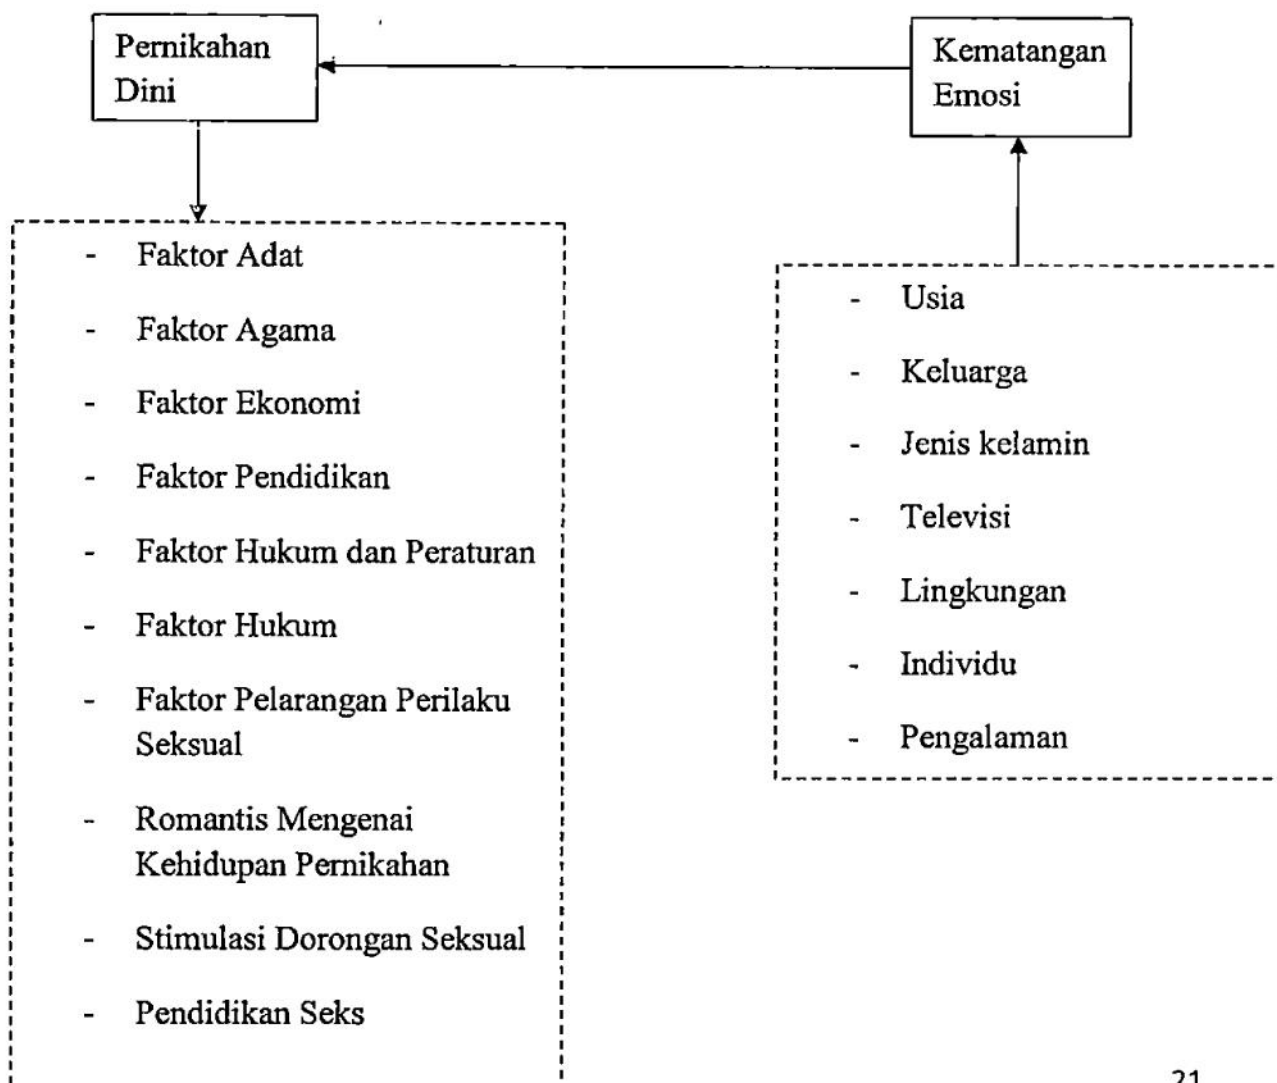 Pernikahan
Dini
Kematangan
Emosi
- Faktor Adat
- Faktor Agama
- Faktor Ekonomi
- Faktor Pendidikan
- Faktor Hukum dan Peraturan
- Faktor Hukum
- Faktor Pelarangan Perilaku
Seksual
- Romantis Mengenai
Kehidupan Pernikahan
- Stimulasi Dorongan Seksual
- Pendidikan Seks
- Usia
- Keluarga
- Jenis kelamin
- Televisi
- Lingkungan
- Individu
- Pengalaman
21